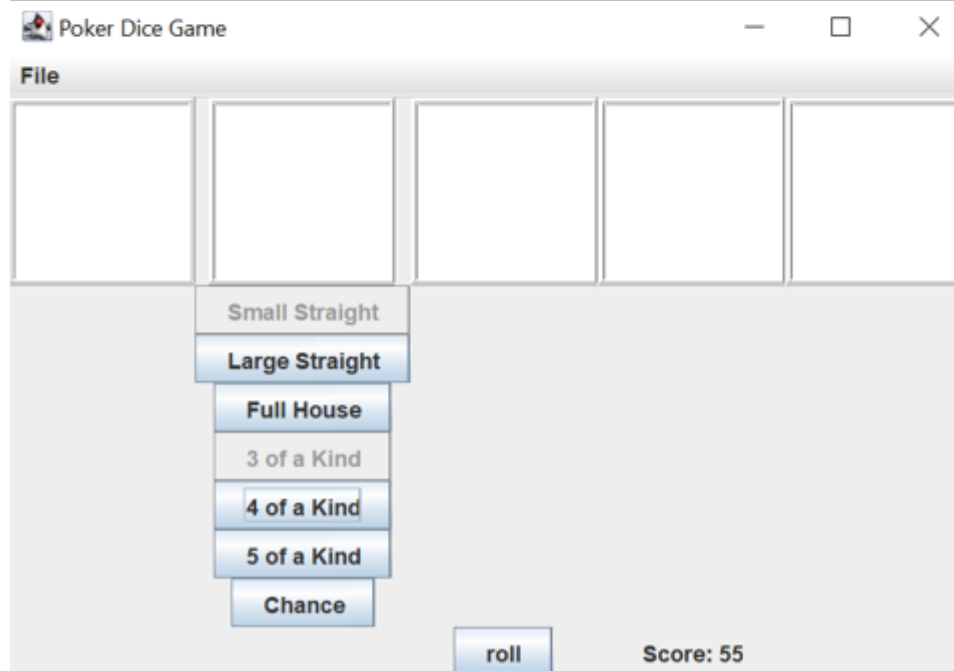 Poker Dice Game
File
Small Straight
Large Straight
Full House
3 of a Kind
4 of a Kind
5 of a Kind
Chance
roll Score: 55